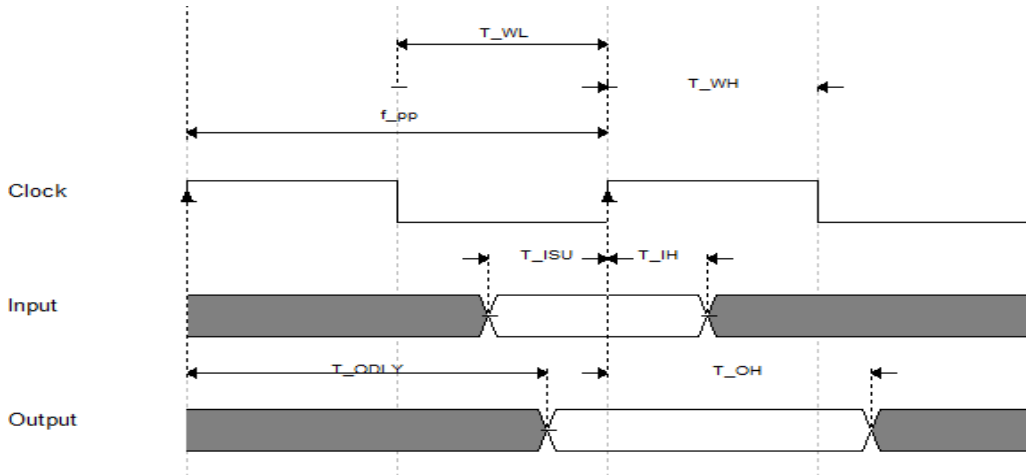 T_WL
T_WH
f_pp
Clock
T_ISU
T_IH
Input
T_ODLY
T_OH
Output